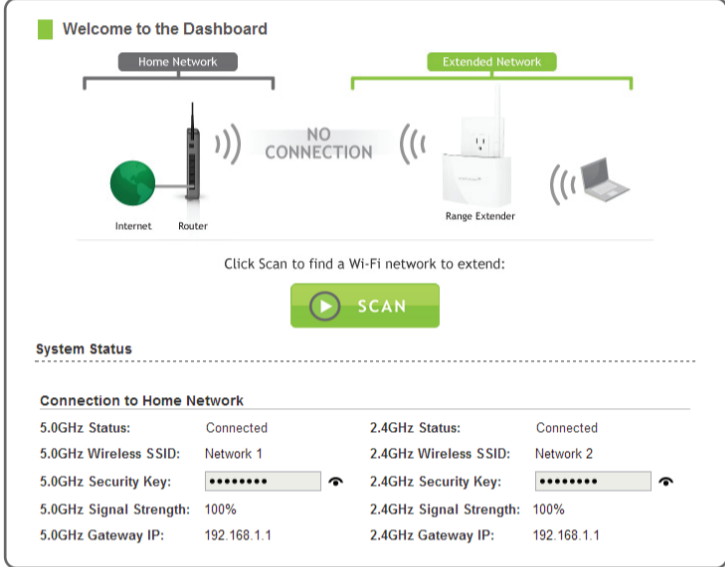 Welcome to the Dashboard
Home Network
Extended Network
NO
CONNECTION
Internet
Router
Range Extender
Click Scan to find a Wi-Fi network to extend:
SCAN
System Status
Connection to Home Network
5.0GHz Status: Connected 2.4GHz Status: Connected
5.0GHz Wireless SSID: Network 1 2.4GHz Wireless SSID: Network 2
5.0GHz Security Key: •••••••• 2.4GHz Security Key: ••••••••
5.0GHz Signal Strength: 100% 2.4GHz Signal Strength: 100%
5.0GHz Gateway IP: 192.168.1.1 2.4GHz Gateway IP: 192.168.1.1